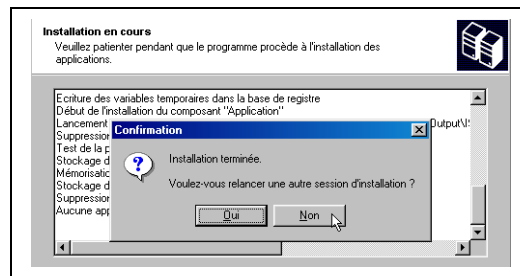 Installation en cours
Veuillez patienter pendant que le programme procède à l'installation des
applications.
Ecriture des variables temporaires dans la base de registre
Début de l'installation du composant "Application"
Lancement
Output\IS
Suppression
Test de la p
Stockage d
Mémorisatio
Stockage d
Suppression
Aucune app
Confirmation
Installation terminée.
Voulez-vous relancer une autre session d'installation ?
Oui
Non